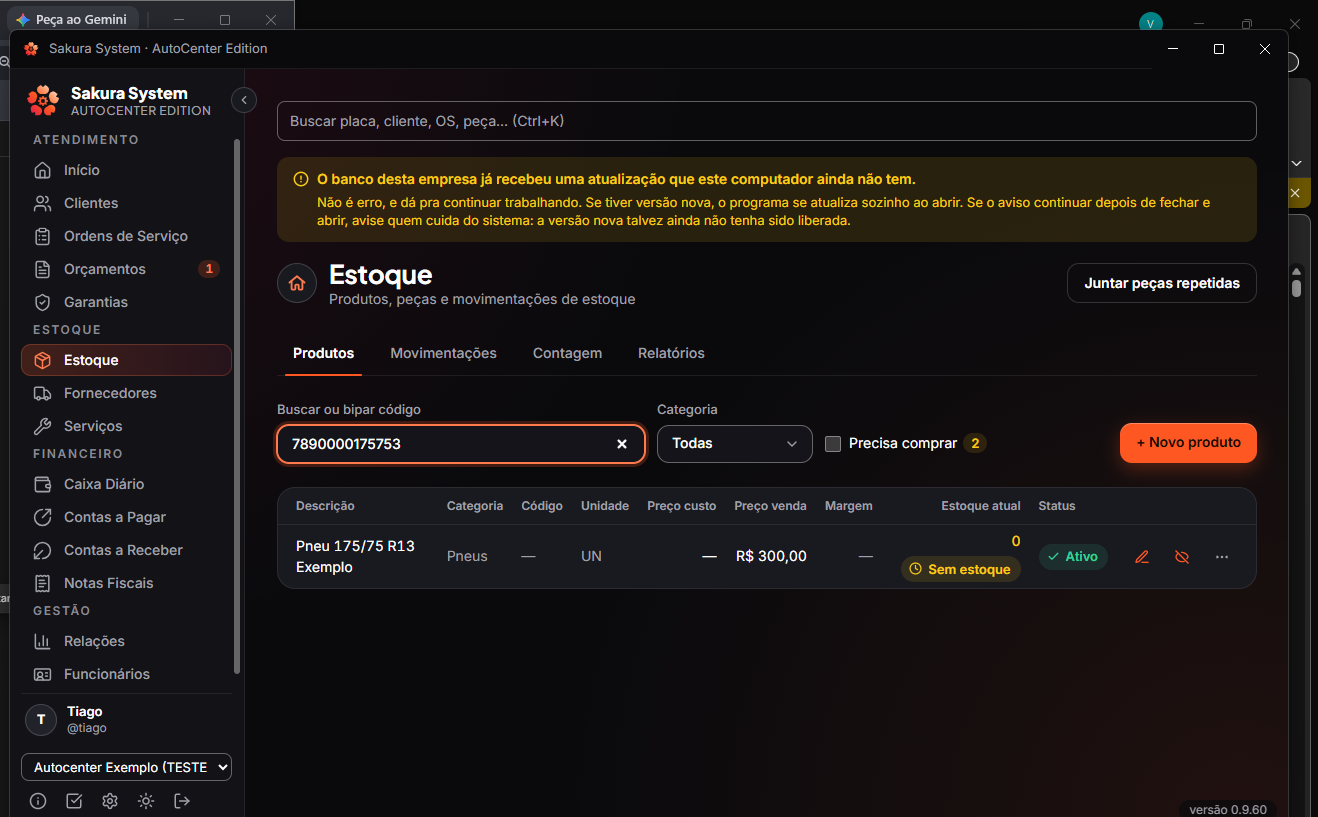 Peça ao Gemini
V
Sakura System · AutoCenter Edition
Sakura System
AUTOCENTER EDITION
ATENDIMENTO
Início
Clientes
Ordens de Serviço
Orçamentos 1
Garantias
ESTOQUE
Estoque
Fornecedores
Serviços
FINANCEIRO
Caixa Diário
Contas a Pagar
Contas a Receber
Notas Fiscais
GESTÃO
Relações
Funcionários
T
Tiago
@tiago
Autocenter Exemplo (TESTE
Buscar placa, cliente, OS, peça... (Ctrl+K)
O banco desta empresa já recebeu uma atualização que este computador ainda não tem.
Não é erro, e dá pra continuar trabalhando. Se tiver versão nova, o programa se atualiza sozinho ao abrir. Se o aviso continuar depois de fechar e
abrir, avise quem cuida do sistema: a versão nova talvez ainda não tenha sido liberada.
Estoque
Produtos, peças e movimentações de estoque
Juntar peças repetidas
Produtos Movimentações Contagem Relatórios
Buscar ou bipar código Categoria
7890000175753 Todas Precisa comprar 2 + Novo produto
Descrição Categoria Código Unidade Preço custo Preço venda Margem Estoque atual Status
Pneu 175/75 R13
Exemplo
Pneus — UN — R$ 300,00 — 0
Sem estoque
Ativo
versão 0.9.60